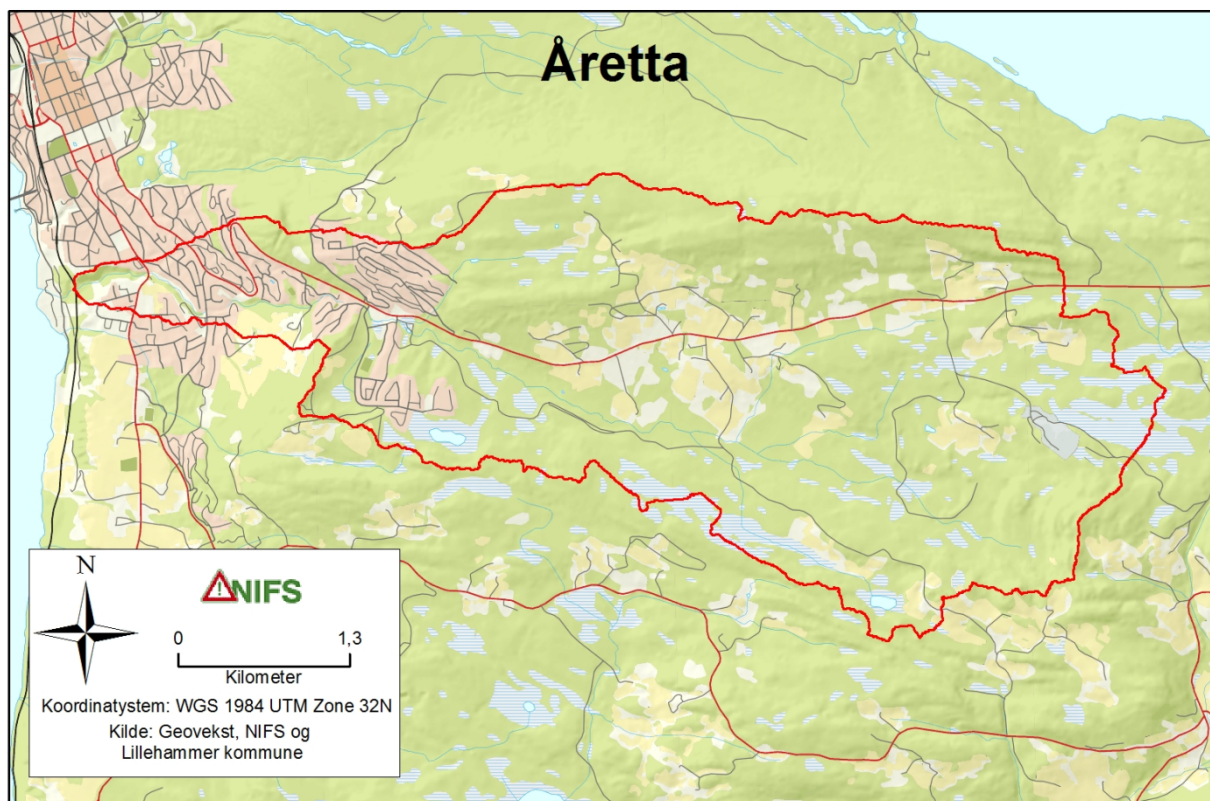 Åretta
N
NIFS
0 1,3
Kilometer
Koordinatystem: WGS 1984 UTM Zone 32N
Kilde: Geovekst, NIFS og
Lillehammer kommune